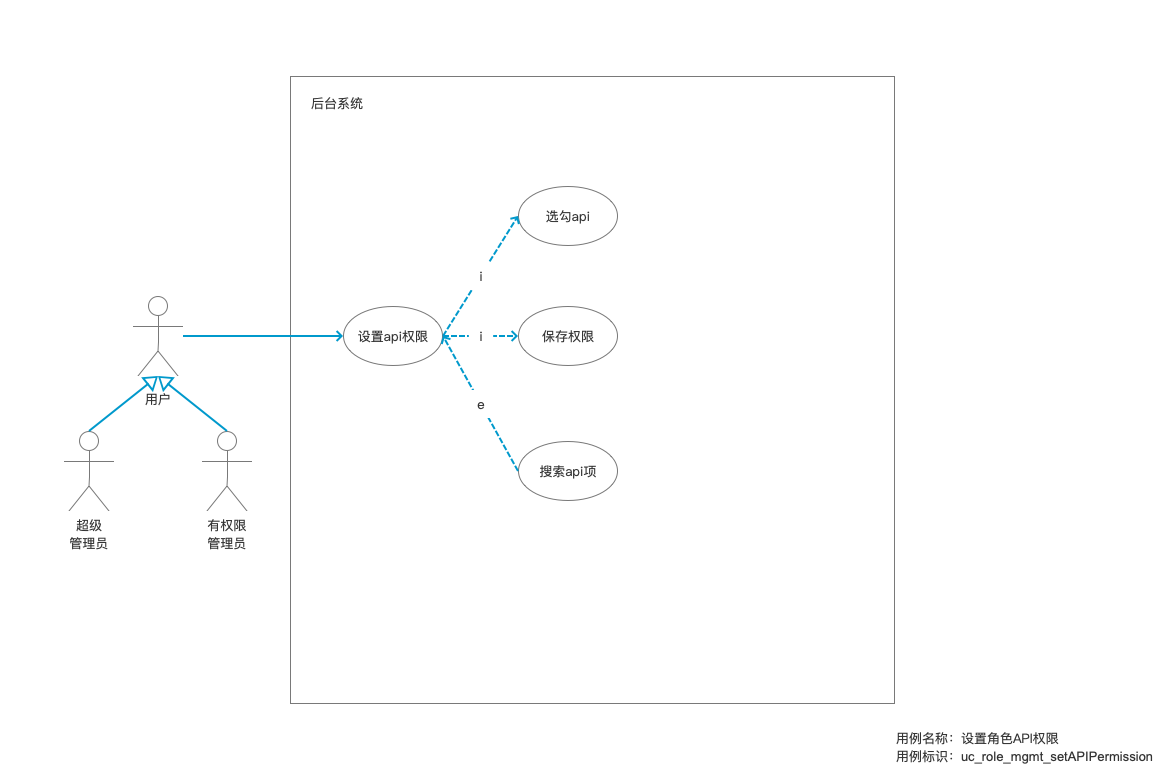 后台系统
选勾api
i
设置api权限
i
保存权限
用户
e
搜索api项
超级
管理员
有权限
管理员
用例名称：设置角色API权限
用例标识：uc_role_mgmt_setAPIPermission